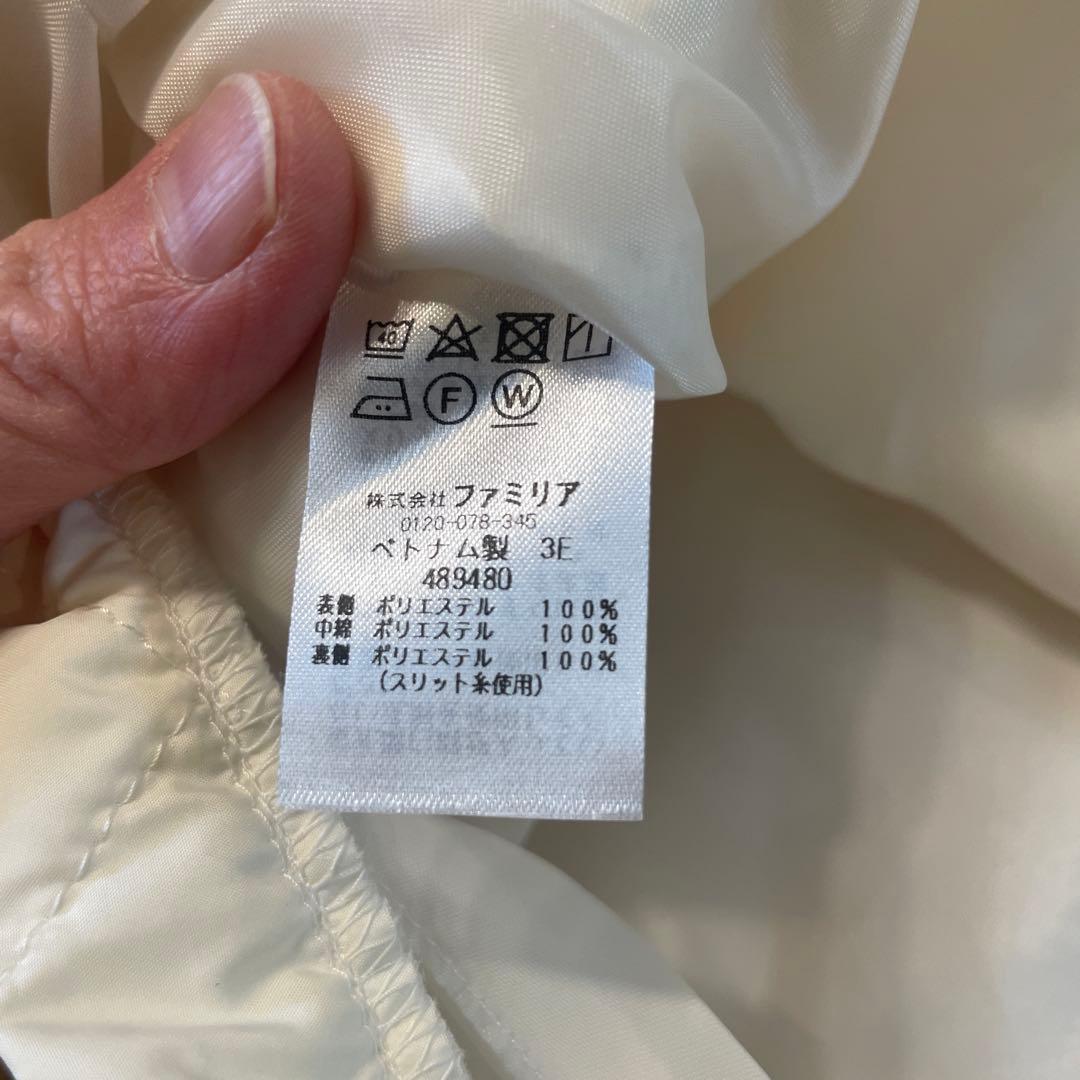 40
F W
株式会社ファミリア
0120-078-345
ベトナム製 3E
489480
表側 ポリエステル 100%
中綿 ポリエステル 100%
裏側 ポリエステル 100%
(スリット糸使用)